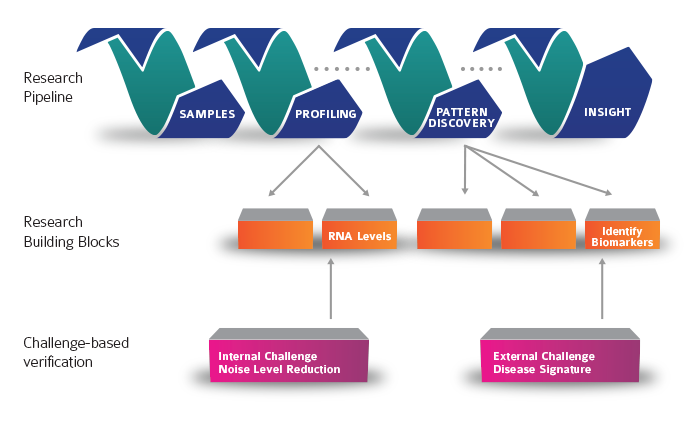 Research
Pipeline
SAMPLES
PROFILING
PATTERN
DISCOVERY
INSIGHT
Research
Building Blocks
RNA Levels
Identify
Biomarkers
Challenge-based
verification
Internal Challenge
Noise Level Reduction
External Challenge
Disease Signature